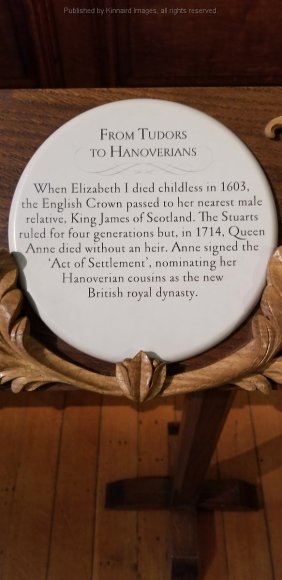 Published by Kinnaird Images, all rights reserved.
From Tudors
to Hanoverians
When Elizabeth I died childless in 1603,
the English Crown passed to her nearest male
relative, King James of Scotland. The Stuarts
ruled for four generations but, in 1714, Queen
Anne died without an heir. Anne signed the
‘Act of Settlement’, nominating her
Hanoverian cousins as the new
British royal dynasty.